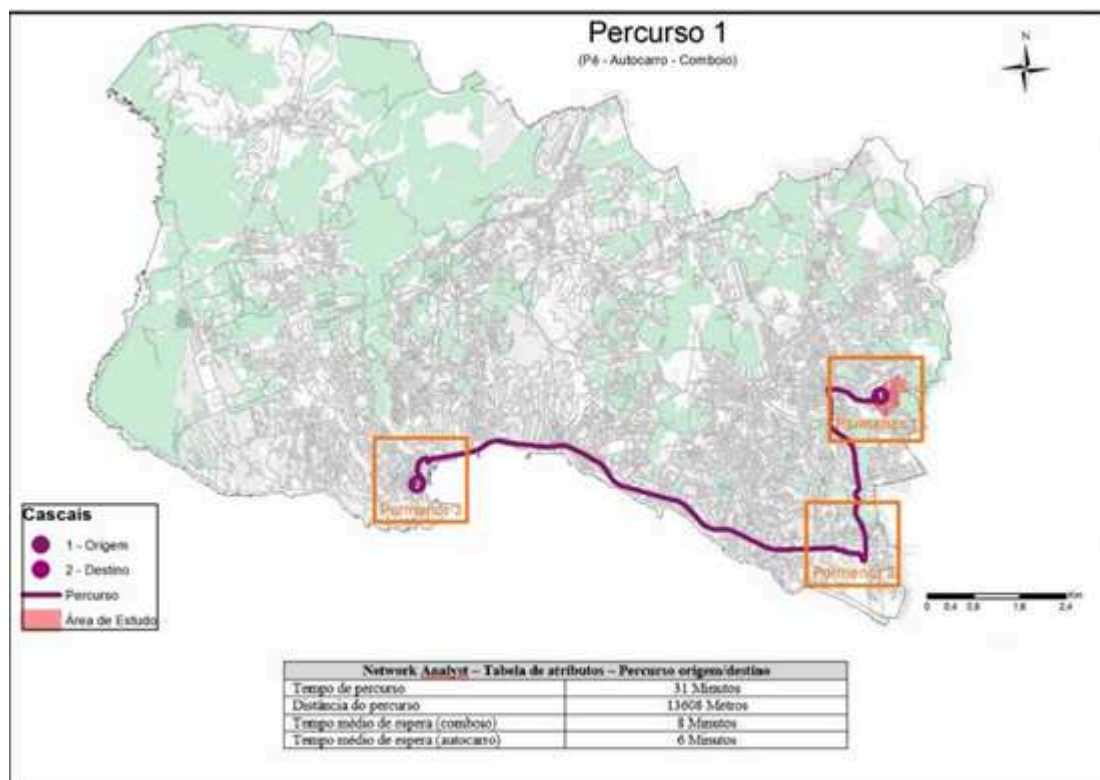 Percurso 1
(Pé - Autocarro - Comboio)
N
1
Pormenor 1
2
Pormenor 3
Pormenor 2
Cascais
1 - Origem
2 - Destino
Percurso
Área de Estudo
Km
0 0,4 0,8 1,6 2,4
Network Analyst – Tabela de atributos – Percurso origem/destino
Tempo de percurso 31 Minutos
Distância do percurso 13608 Metros
Tempo médio de espera (comboio) 8 Minutos
Tempo médio de espera (autocarro) 6 Minutos